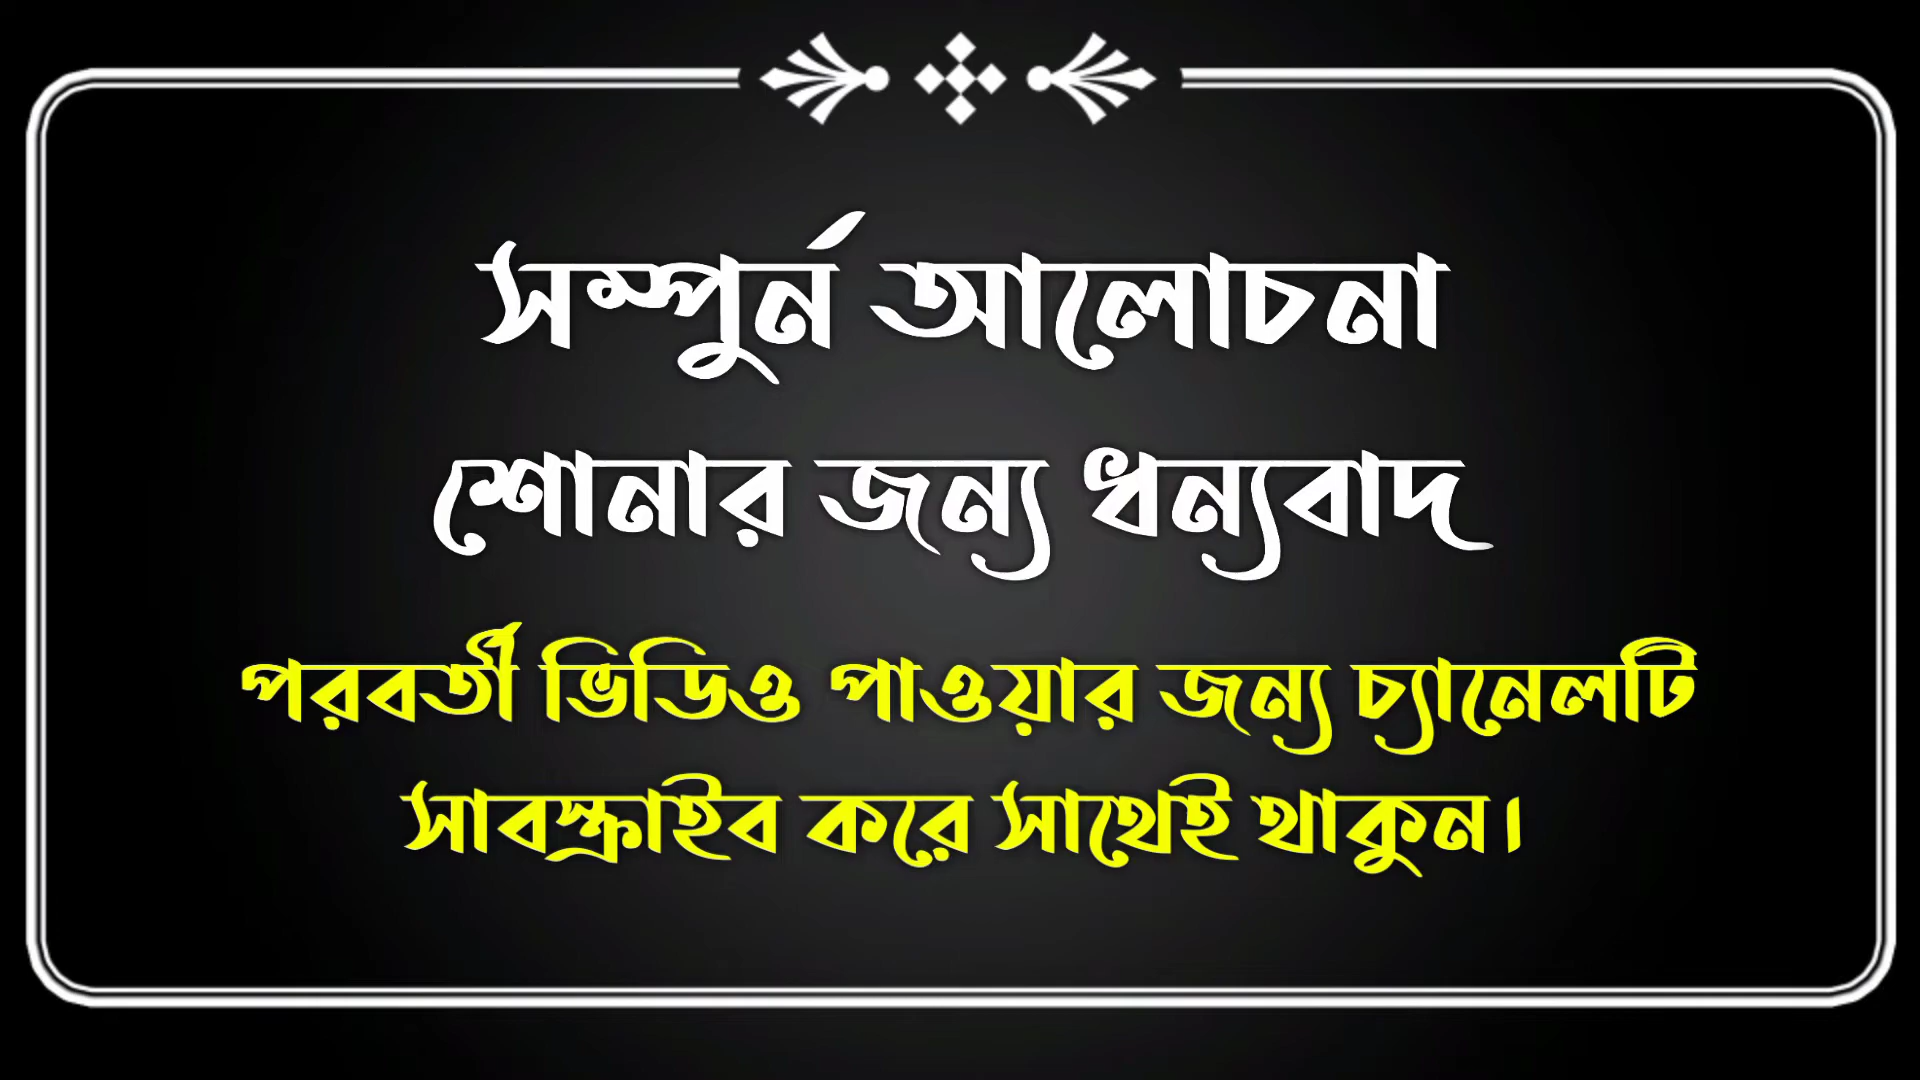 সম্পুর্ন আলোচনা
শোনার জন্য ধন্যবাদ
পরবর্তী ভিডিও পাওয়ার জন্য চ্যানেলটি
সাবস্ক্রাইব করে সাথেই থাকুন।